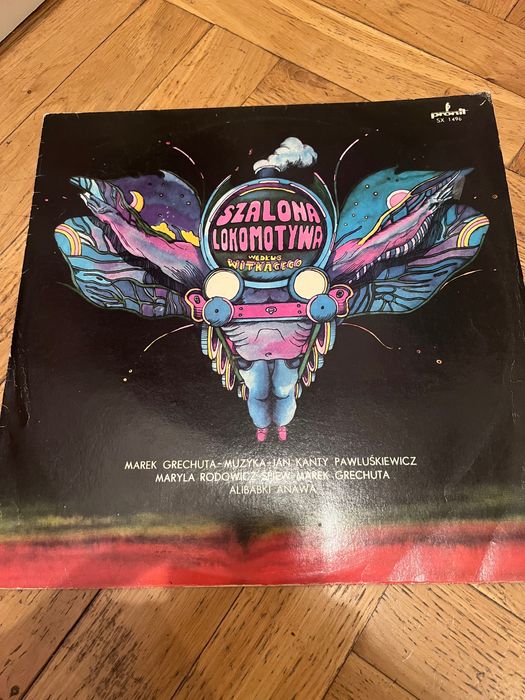 pronit
SX 1496
SZALONA
LOKOMOTYWA
WEDŁUG
WITKACEGO
MAREK GRECHUTA-MUZYKA-JAN KANTY PAWLUŚKIEWICZ
MARYLA RODOWICZ-ŚPIEW-MAREK GRECHUTA
ALIBABKI ANAWA